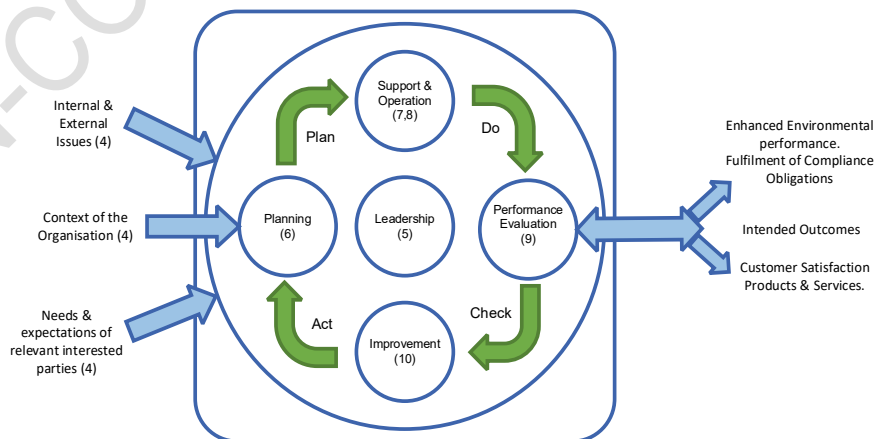 Internal &
External
Issues (4)
Context of the
Organisation (4)
Needs &
expectations of
relevant interested
parties (4)
Support &
Operation
(7,8)
Plan
Do
Planning
(6)
Leadership
(5)
Performance
Evaluation
(9)
Act
Check
Improvement
(10)
Enhanced Environmental
performance.
Fulfilment of Compliance
Obligations
Intended Outcomes
Customer Satisfaction
Products & Services.